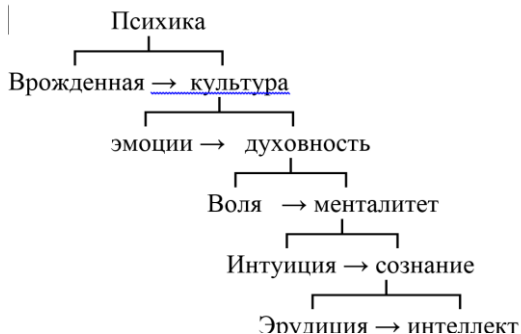 Психика
Врожденная → культура
эмоции → духовность
Воля → менталитет
Интуиция → сознание
Эрудиция → интеллект